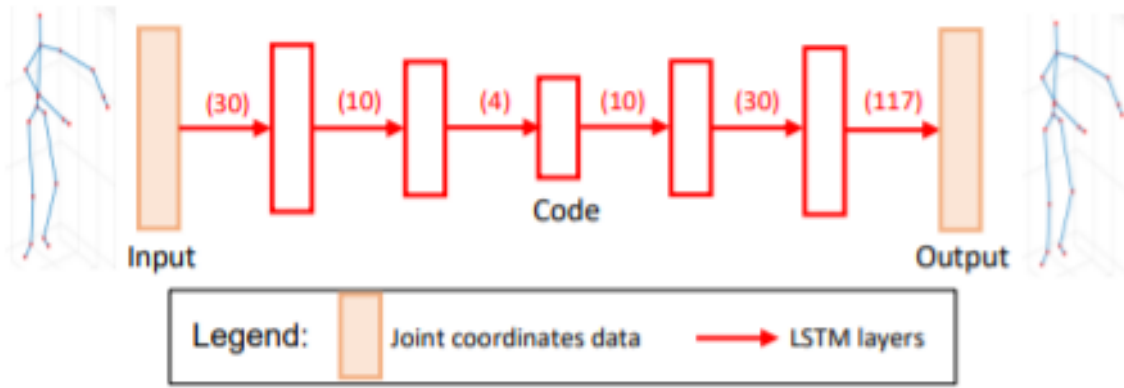 (30) (10) (4) (10) (30) (117)
Code
Input Output
Legend: Joint coordinates data LSTM layers